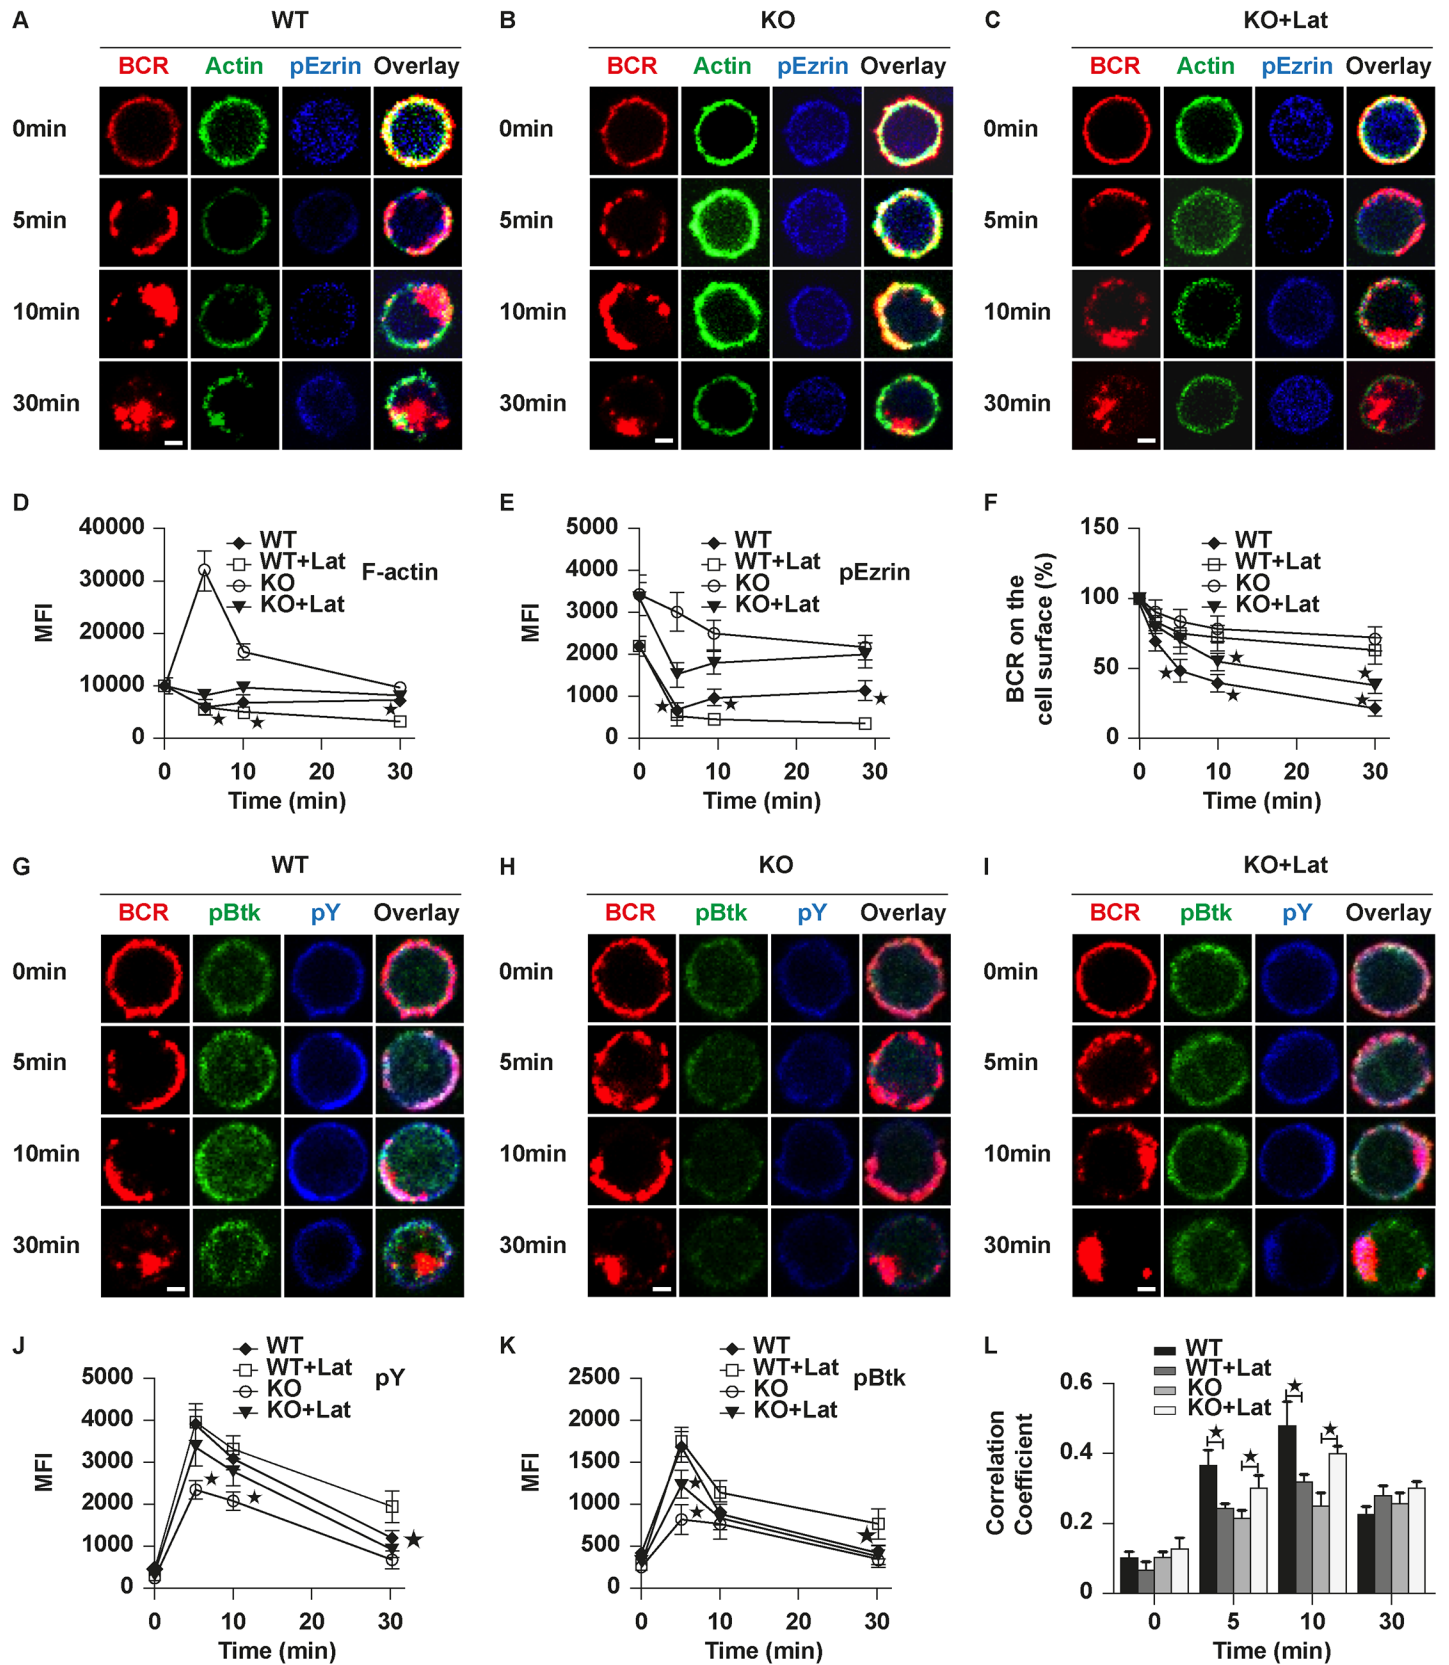 A WT B KO C KO+Lat
BCR Actin pEzrin Overlay BCR Actin pEzrin Overlay BCR Actin pEzrin Overlay
0min 0min 0min
5min 5min 5min
10min 10min 10min
30min 30min 30min
D
40000
30000
20000
10000
0
MFI
WT
WT+Lat
KO
KO+Lat
F-actin
0 10 20 30
Time (min)
E
5000
4000
3000
2000
1000
0
MFI
WT
WT+Lat
KO
KO+Lat
pEzrin
0 10 20 30
Time (min)
F
150
100
50
0
BCR on the
cell surface (%)
WT
WT+Lat
KO
KO+Lat
0 10 20 30
Time (min)
G WT H KO I KO+Lat
BCR pBtk pY Overlay BCR pBtk pY Overlay BCR pBtk pY Overlay
0min 0min 0min
5min 5min 5min
10min 10min 10min
30min 30min 30min
J
5000
4000
3000
2000
1000
0
MFI
WT
WT+Lat
KO
KO+Lat
pY
0 10 20 30
Time (min)
K
2500
2000
1500
1000
500
0
MFI
WT
WT+Lat
KO
KO+Lat
pBtk
0 10 20 30
Time (min)
L
0.6
0.4
0.2
0
Correlation
Coefficient
WT
WT+Lat
KO
KO+Lat
0 5 10 30
Time (min)